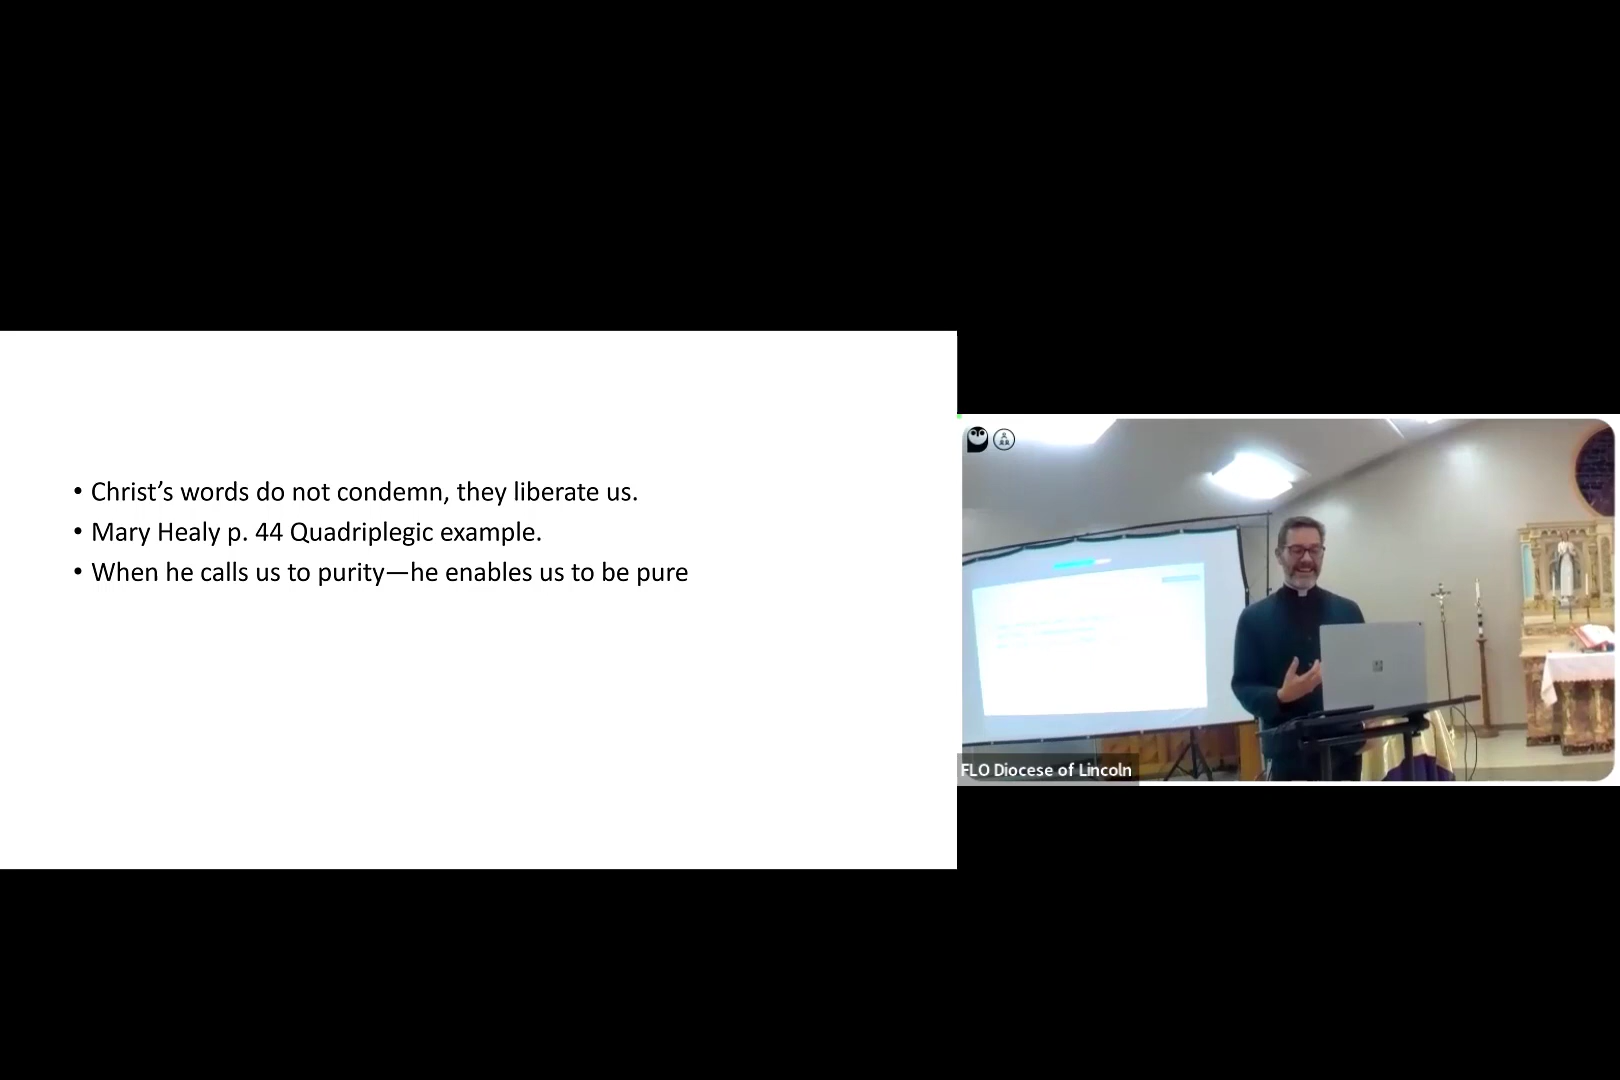 • Christ’s words do not condemn, they liberate us.
• Mary Healy p. 44 Quadriplegic example.
• When he calls us to purity—he enables us to be pure
FLO Diocese of Lincoln